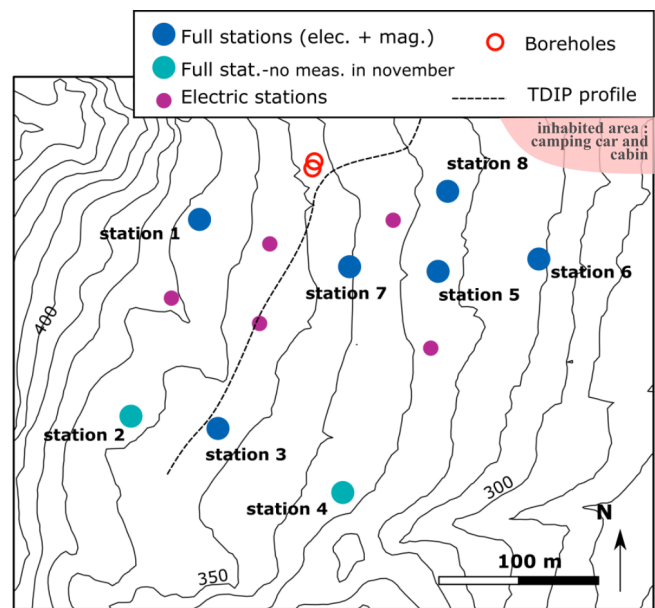 Full stations (elec. + mag.)
Boreholes
Full stat.-no meas. in november
Electric stations
TDIP profile
inhabited area :
camping car and
cabin
station 8
station 1
station 6
station 7
station 5
400
station 2
station 3
300
station 4
N
100 m
350